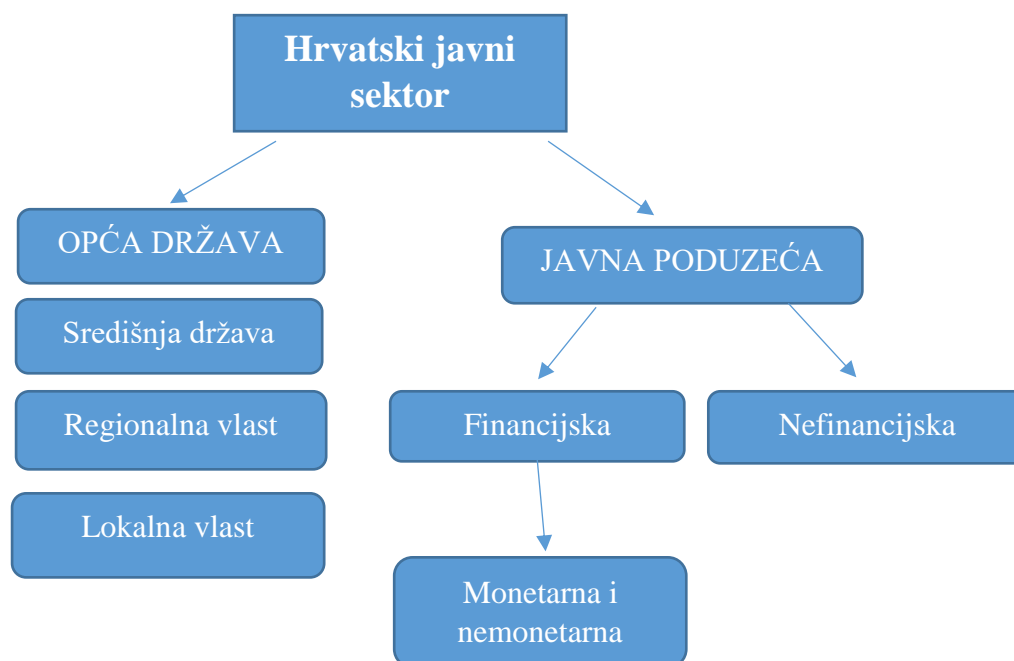 Hrvatski javni
sektor
OPĆA DRŽAVA
Središnja država
Regionalna vlast
Lokalna vlast
JAVNA PODUZEĆA
Financijska
Nefinancijska
Monetarna i
nemonetarna